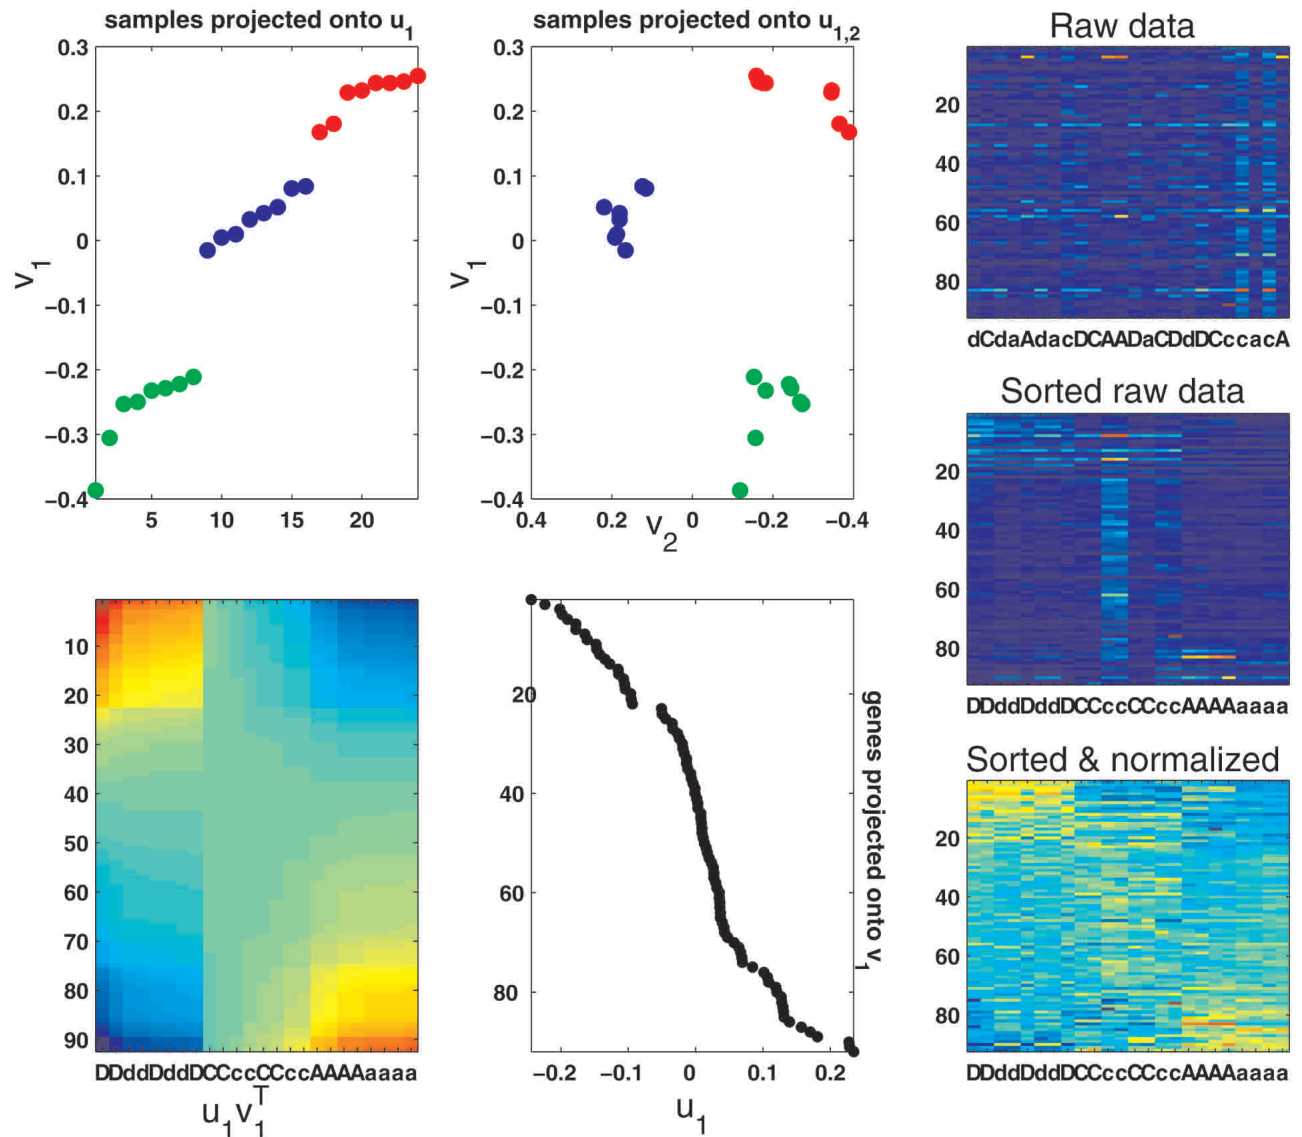 samples projected onto u1
0.3
0.2
0.1
0
−0.1
−0.2
−0.3
−0.4
v1
5 10 15 20
samples projected onto u1,2
0.3
0.2
0.1
0
−0.1
−0.2
−0.3
−0.4
v1
0.4 0.2 0 −0.2 −0.4
v2
Raw data
20
40
60
80
dCdaAdacDCAADaCDdDCccacA
Sorted raw data
20
40
60
80
DDddDddDCCccCCccAAAAaaaa
10
20
30
40
50
60
70
80
90
DDddDddDCCccCCccAAAAaaaa
u1v1T
20
40
60
80
genes projected onto v1
−0.2 −0.1 0 0.1 0.2
u1
Sorted & normalized
20
40
60
80
DDddDddDCCccCCccAAAAaaaa